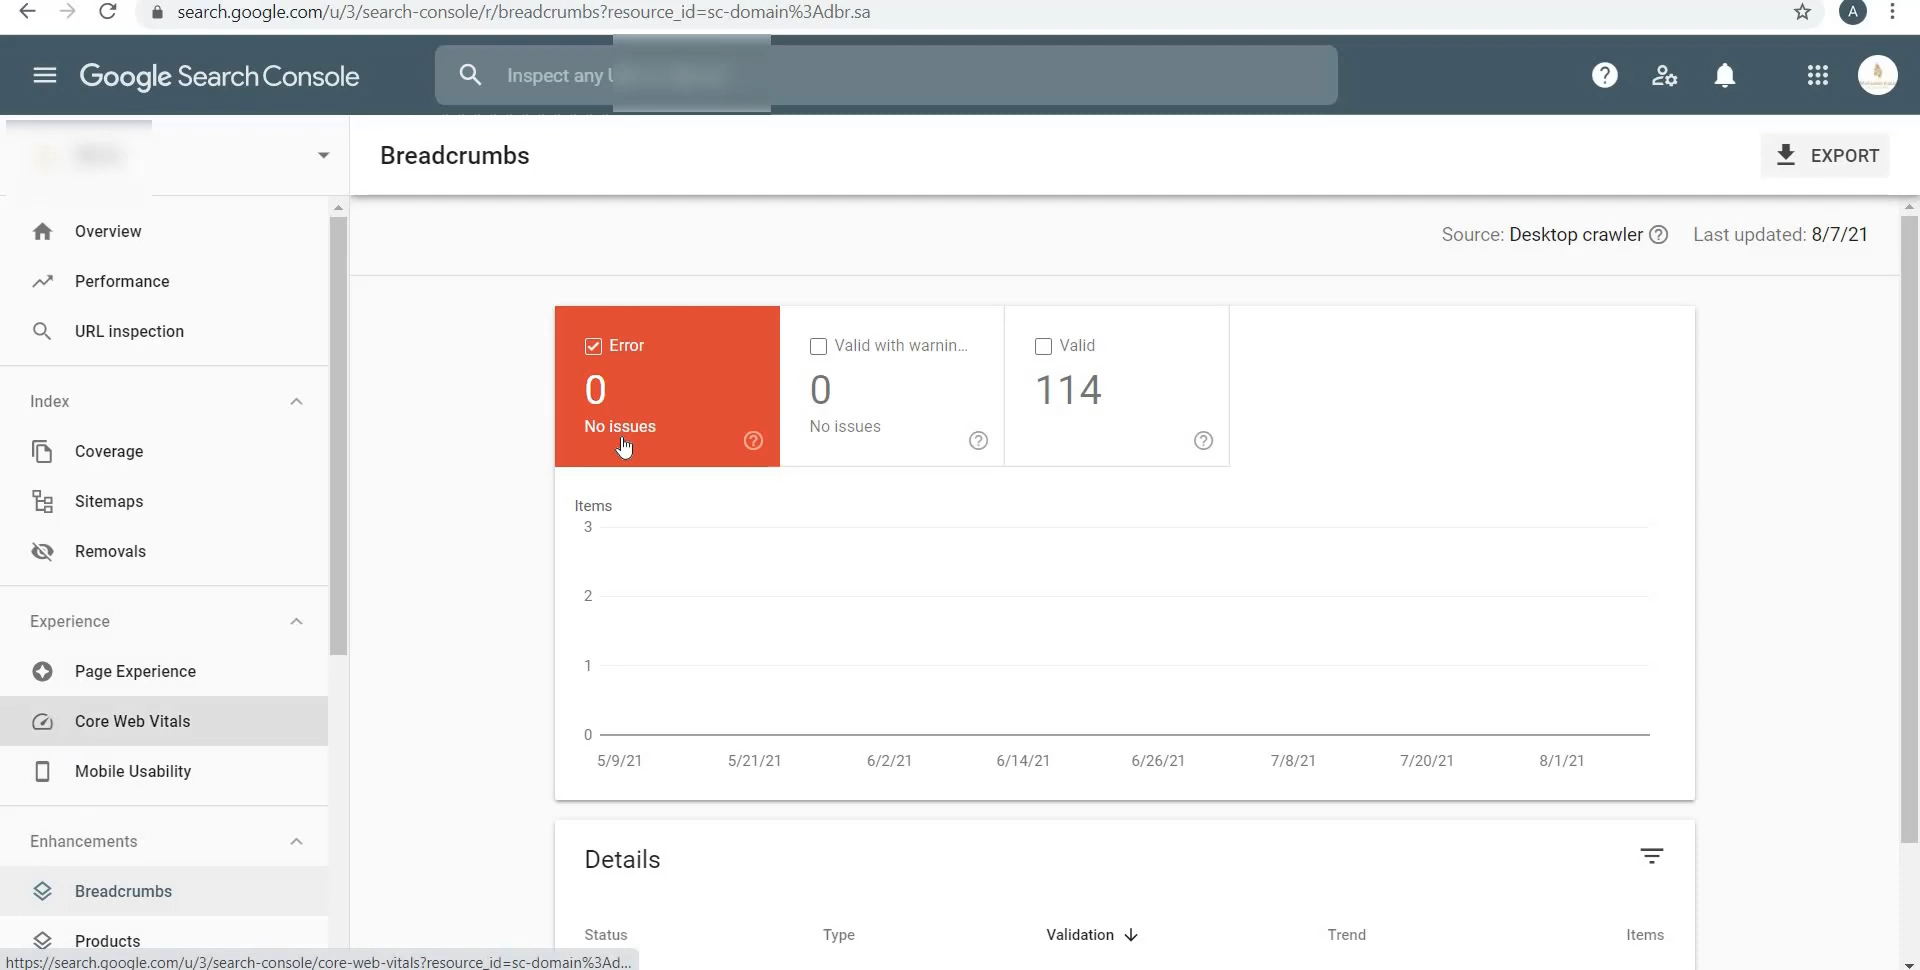 search.google.com/u/3/search-console/r/breadcrumbs?resource_id=sc-domain%3Adbr.sa
A
Google Search Console
Inspect any
Breadcrumbs
EXPORT
Overview
Performance
URL inspection
Index
Coverage
Sitemaps
Removals
Experience
Page Experience
Core Web Vitals
Mobile Usability
Enhancements
Breadcrumbs
Products
Source: Desktop crawler
Last updated: 8/7/21
Error
0
No issues
Valid with warnin...
0
No issues
Valid
114
Items
3
2
1
0
5/9/21 5/21/21 6/2/21 6/14/21 6/26/21 7/8/21 7/20/21 8/1/21
Details
Status Type Validation Trend Items
https://search.google.com/u/3/search-console/core-web-vitals?resource_id=sc-domain%3Ad...